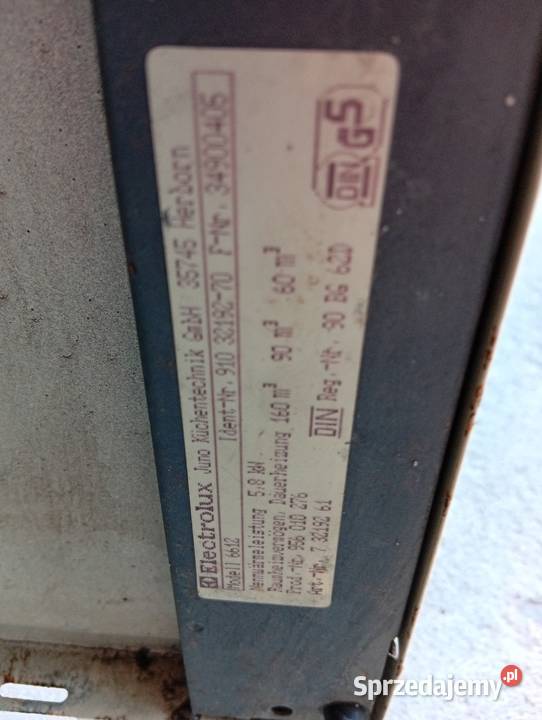 Electrolux Juno Küchentechnik GmbH 35745 Herborn
Modell 6612 Ident-Nr. 910 32192-70 F-Nr. 34900405
Nennwärmeleistung 5,8 kW
Raumheizvermögen, Dauerheizung 160 m³ 90 m³ 60 m³
Prod-Nr. 956 010 276
Art.-Nr. 7 32192 61 DIN Reg.-Nr. 90 BG 620
DIN GS
Sprzedajemy.pl